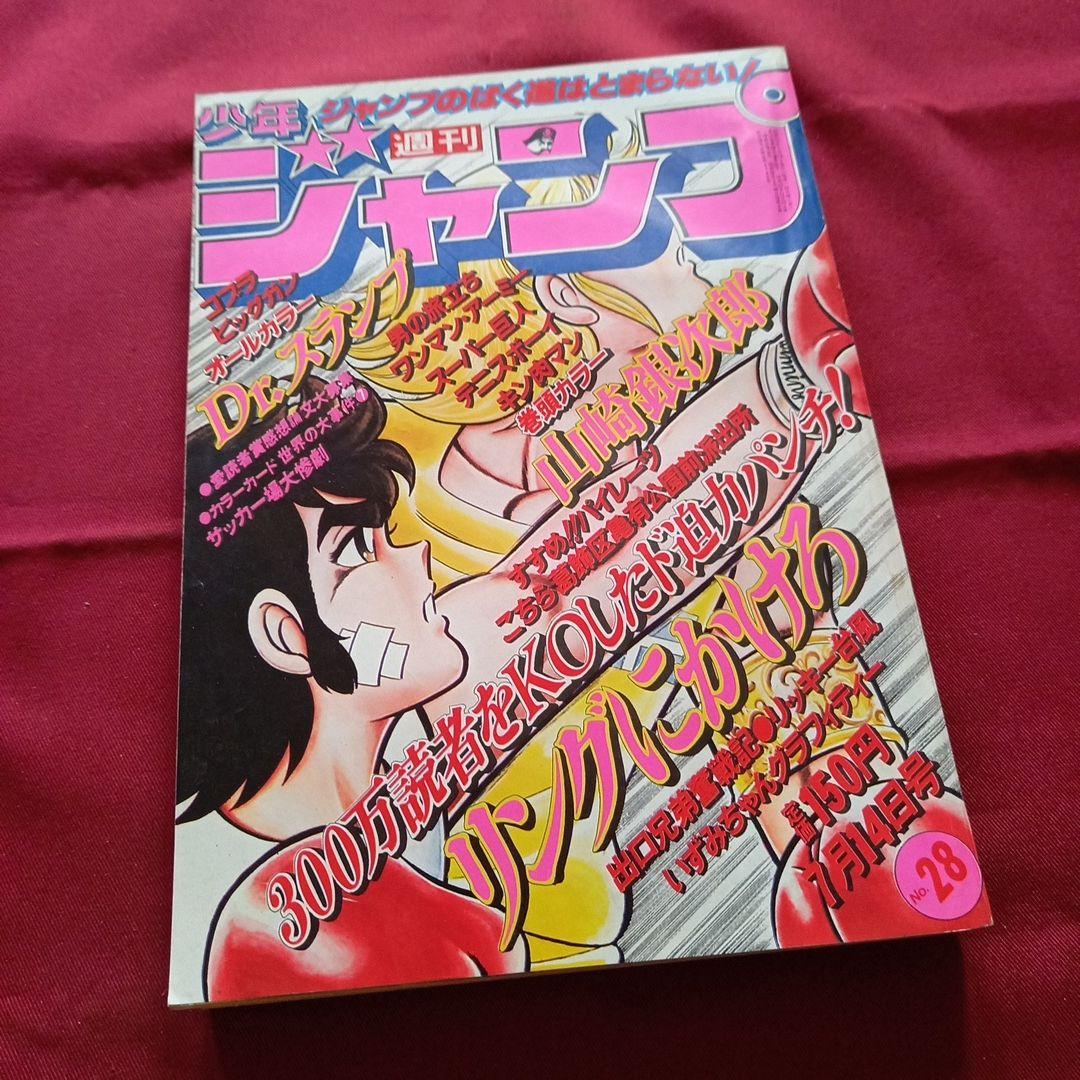 ジャンプのばく進はとまらない!
少年
週刊
ジャンプ
コブラ
ビッグガン
オールカラー
Dr.スランプ
●愛読者賞感想論文大募集
●カラーカード世界の大事件①
サッカー場大惨劇
男の旅立ち
ワンマン・アーミー
スーパー巨人
テニスボーイ
キン肉マン
巻頭カラー
山崎銀次郎
すすめ!!パイレーツ
こちら葛飾区亀有公園前派出所
300万読者をKOしたド迫力パンチ!
リングにかけろ
出口兄弟奮戦記●リッキー台風
いずみちゃんグラフィティー
定価150円
7月14日号
No.28